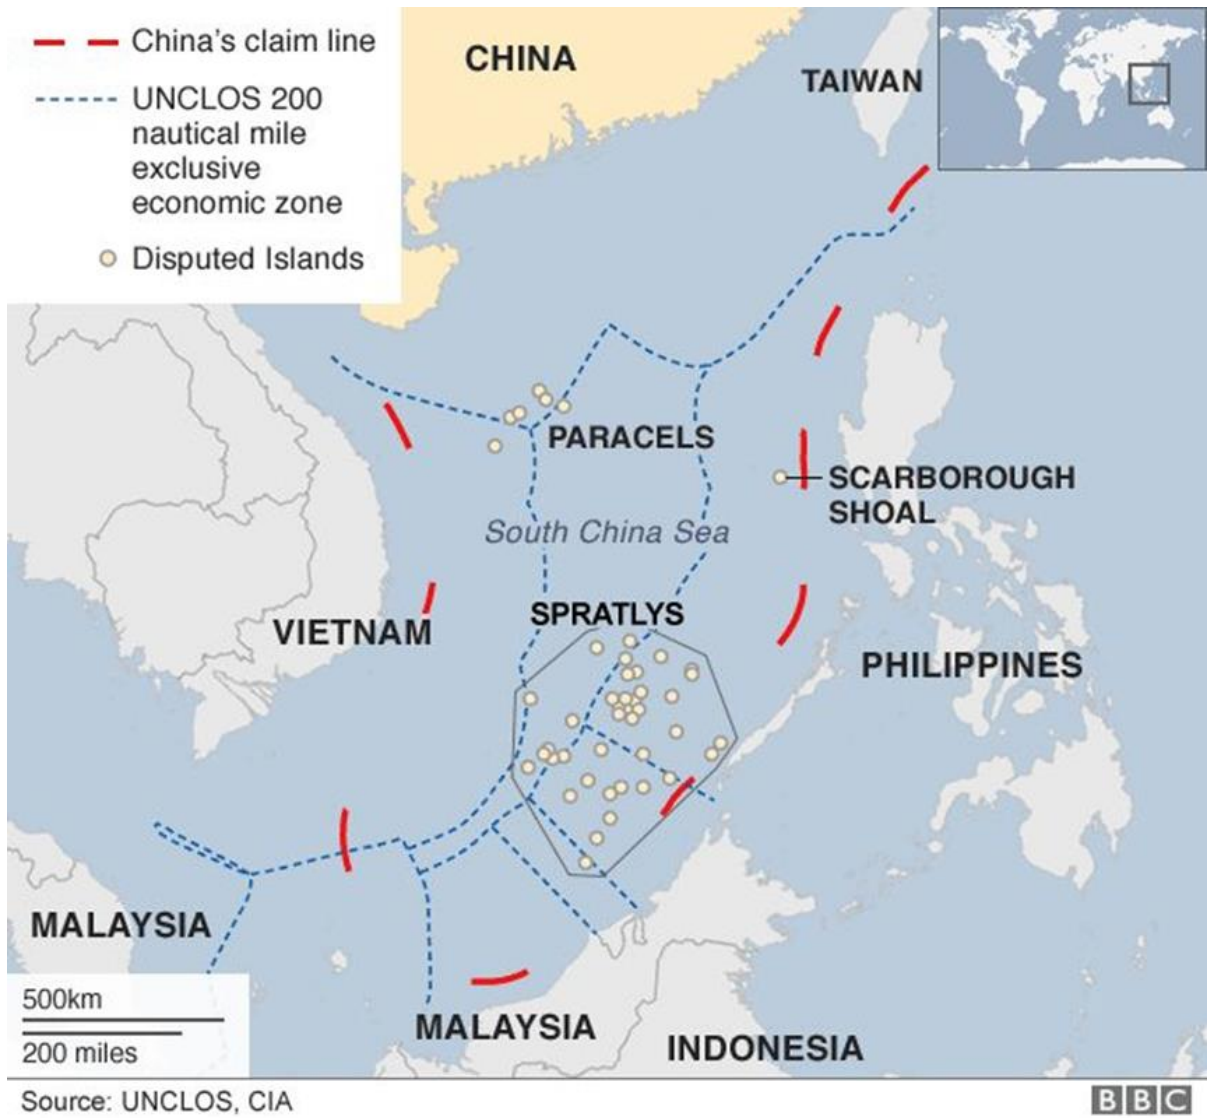 China's claim line
UNCLOS 200
nautical mile
exclusive
economic zone
Disputed Islands
CHINA
TAIWAN
PARACELS
SCARBOROUGH
SHOAL
South China Sea
SPRATLYS
VIETNAM
PHILIPPINES
MALAYSIA
500km
200 miles
MALAYSIA
INDONESIA
Source: UNCLOS, CIA
BBC